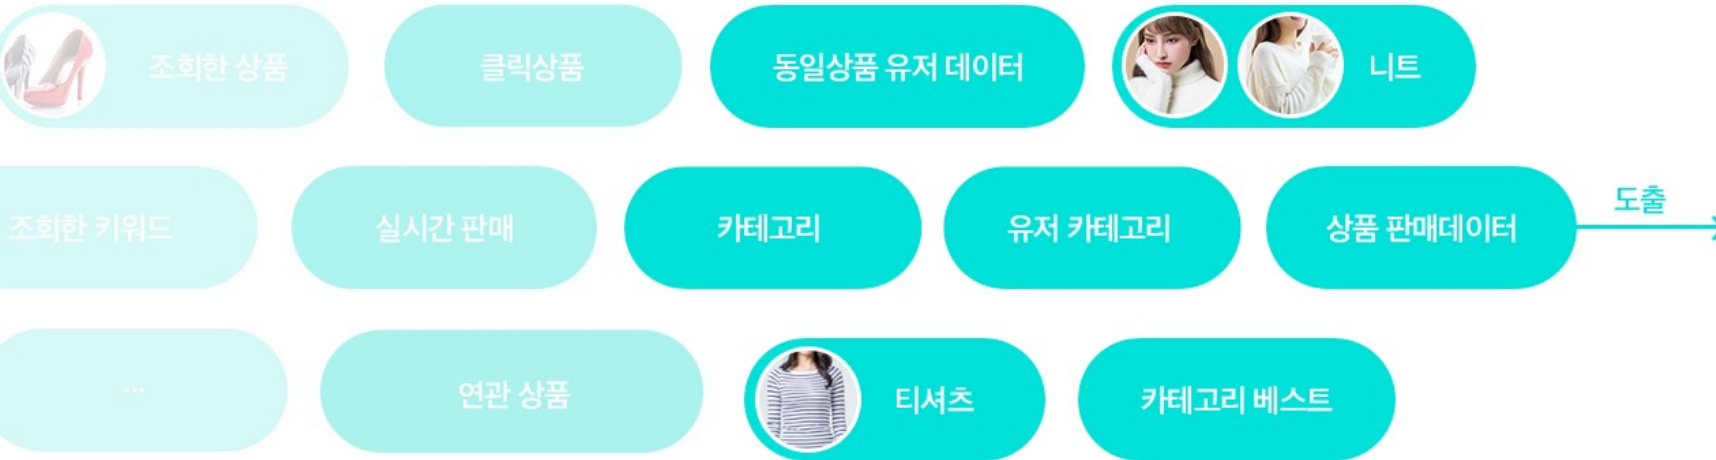 조회한 상품
클릭상품
동일상품 유저 데이터
니트
조회한 키워드
실시간 판매
카테고리
유저 카테고리
상품 판매데이터
도출
...
연관 상품
티셔츠
카테고리 베스트